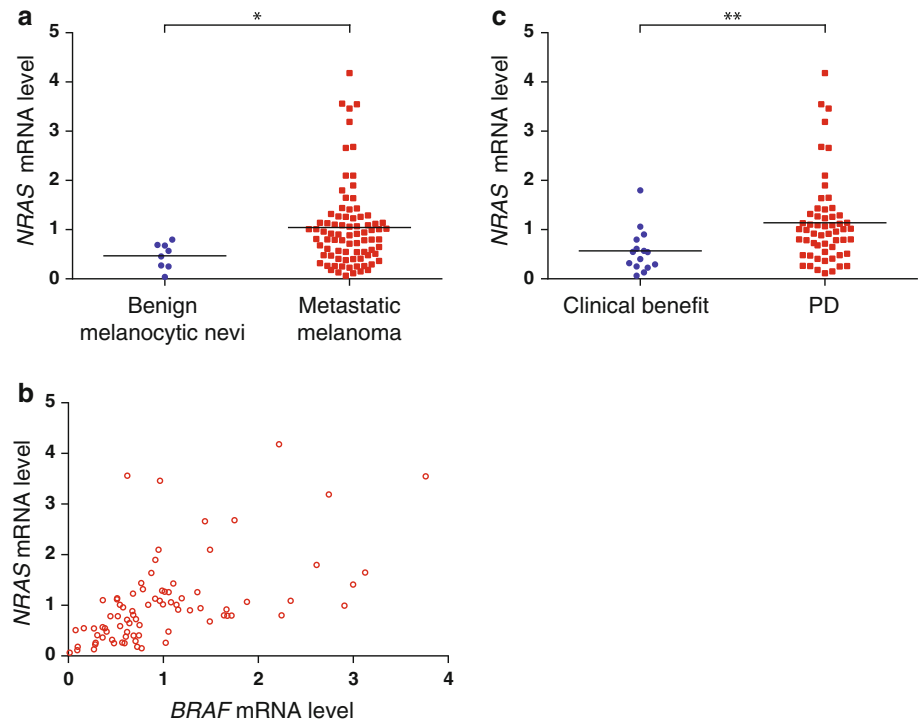 a
*
5
4
3
2
1
0
NRAS mRNA level
Benign
melanocytic nevi
Metastatic
melanoma
c
**
5
4
3
2
1
0
NRAS mRNA level
Clinical benefit
PD
b
5
4
3
2
1
0
NRAS mRNA level
0
1
2
3
4
BRAF mRNA level